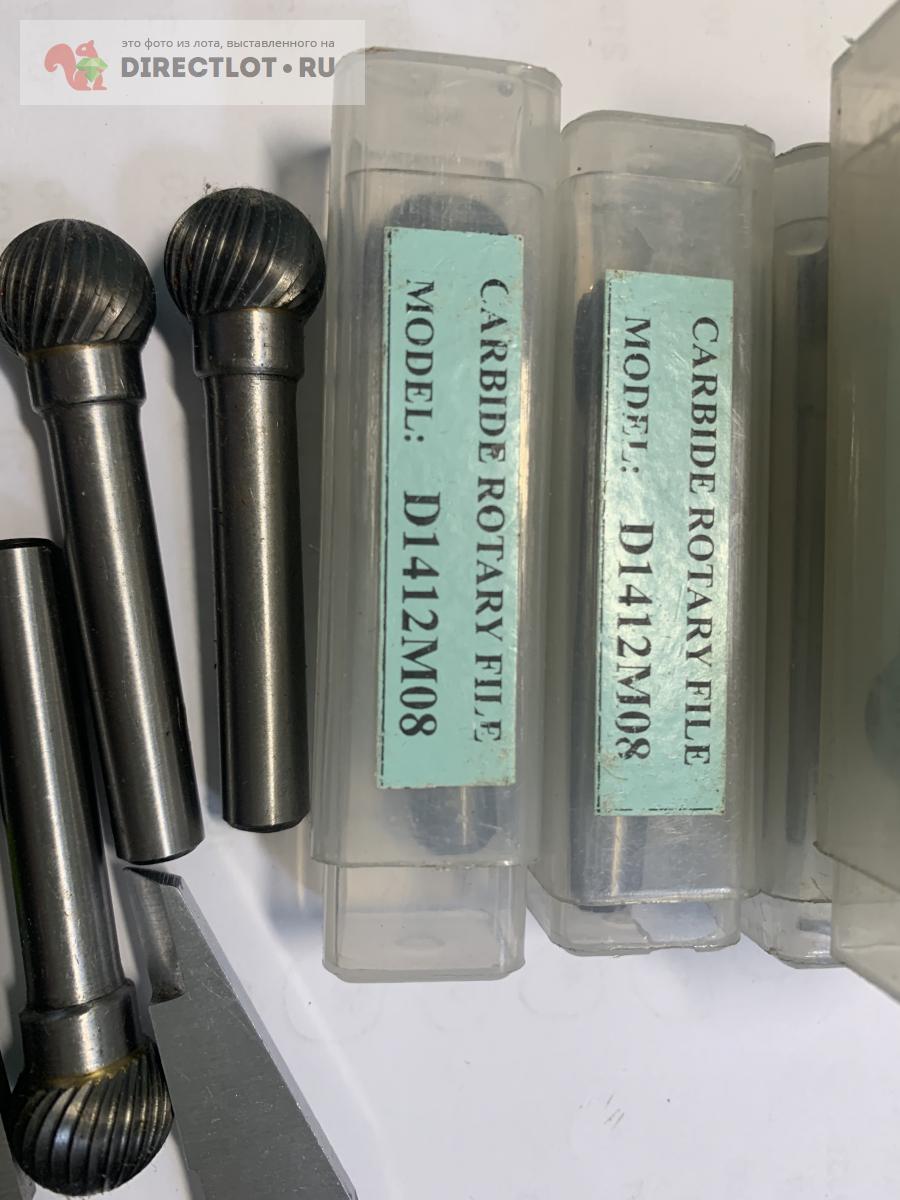 это фото из лота, выставленного на
DIRECTLOT•RU
CARBIDE ROTARY FILE
MODEL: D1412M08
CARBIDE ROTARY FILE
MODEL: D1412M08